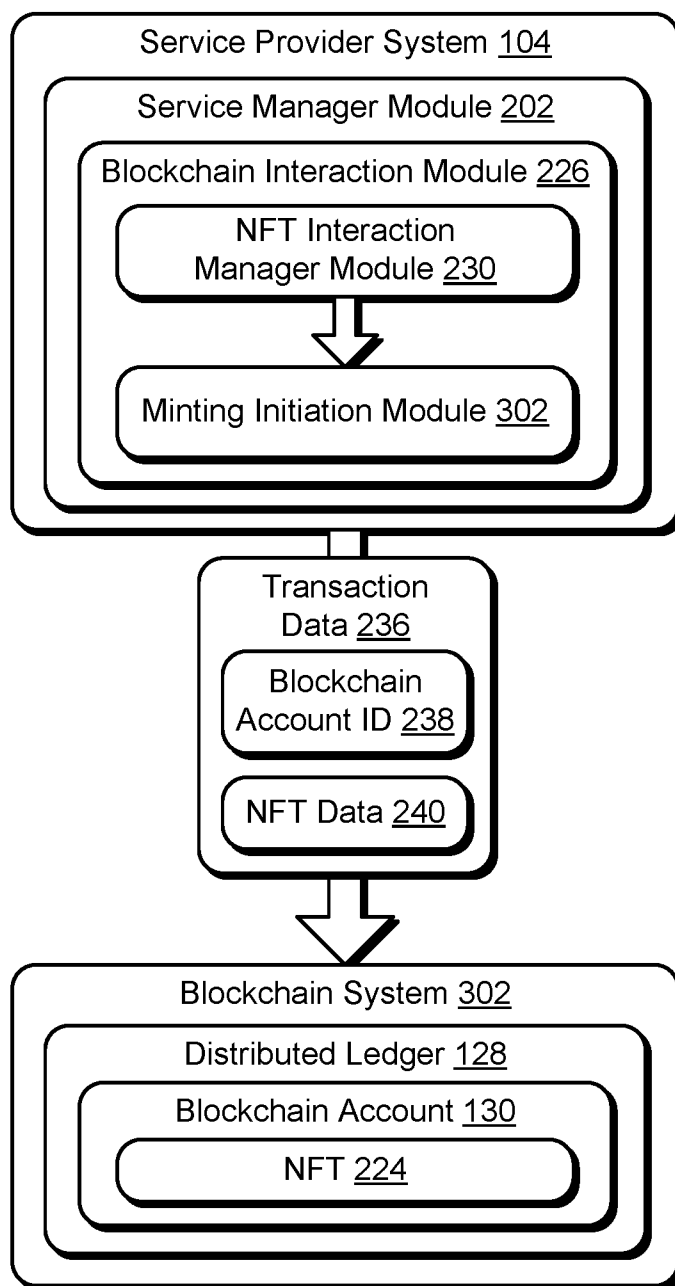 Service Provider System 104
Service Manager Module 202
Blockchain Interaction Module 226
NFT Interaction
Manager Module 230
Minting Initiation Module 302
Transaction
Data 236
Blockchain
Account ID 238
NFT Data 240
Blockchain System 302
Distributed Ledger 128
Blockchain Account 130
NFT 224